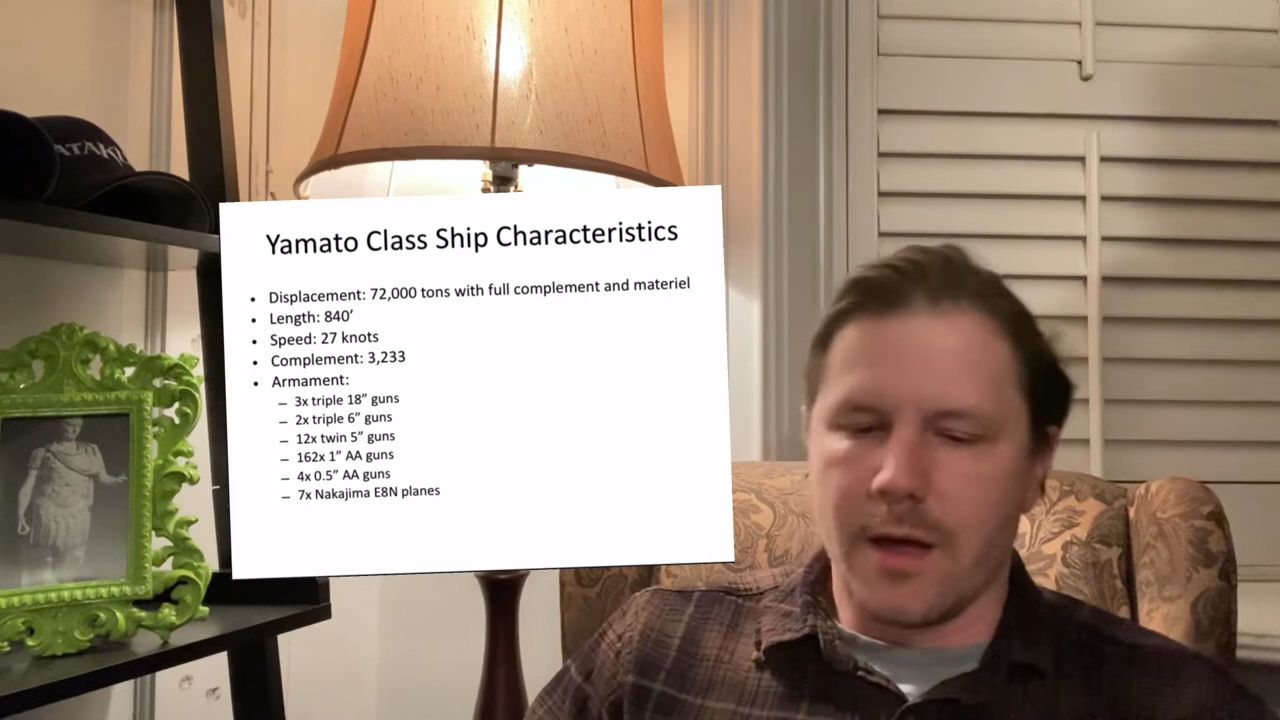 Yamato Class Ship Characteristics
• Displacement: 72,000 tons with full complement and materiel
• Length: 840’
• Speed: 27 knots
• Complement: 3,233
• Armament:
– 3x triple 18” guns
– 2x triple 6” guns
– 12x twin 5” guns
– 162x 1” AA guns
– 4x 0.5” AA guns
– 7x Nakajima E8N planes